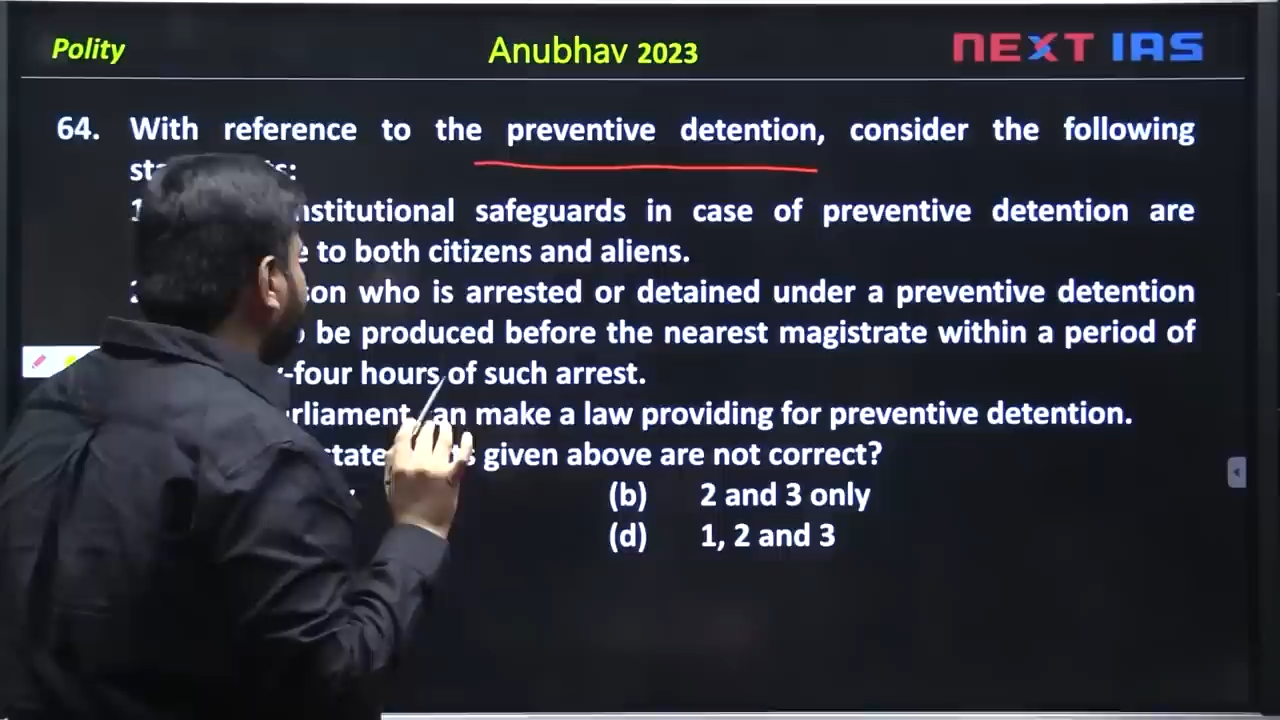 Polity
Anubhav 2023
NEXT IAS
64. With reference to the preventive detention, consider the following
nstitutional safeguards in case of preventive detention are
to both citizens and aliens.
son who is arrested or detained under a preventive detention
be produced before the nearest magistrate within a period of
-four hours of such arrest.
rliament an make a law providing for preventive detention.
given above are not correct?
(b) 2 and 3 only
(d) 1, 2 and 3